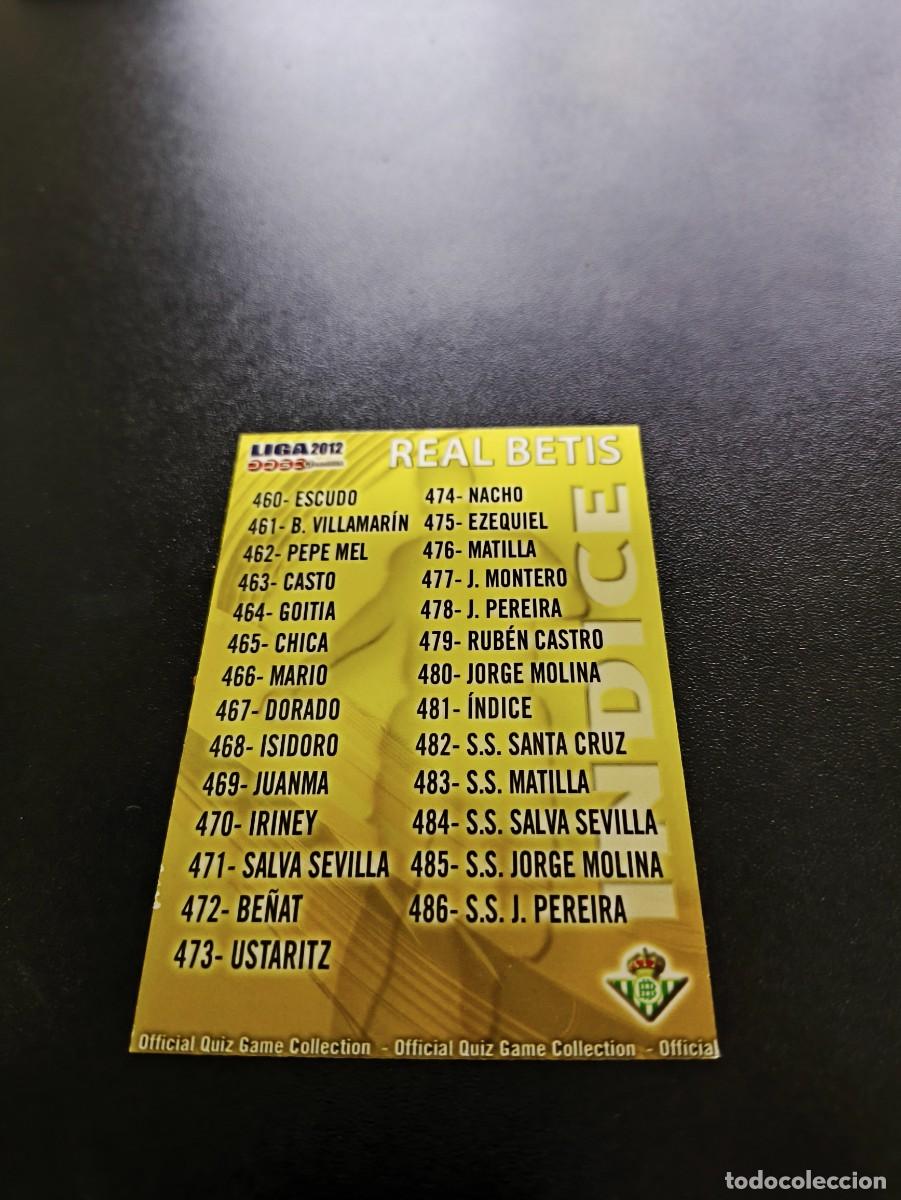 LIGA 2012
REAL BETIS
460- ESCUDO
461- B. VILLAMARÍN
462- PEPE MEL
463- CASTO
464- GOITIA
465- CHICA
466- MARIO
467- DORADO
468- ISIDORO
469- JUANMA
470- IRINEY
471- SALVA SEVILLA
472- BEÑAT
473- USTARITZ
474- NACHO
475- EZEQUIEL
476- MATILLA
477- J. MONTERO
478- J. PEREIRA
479- RUBÉN CASTRO
480- JORGE MOLINA
481- ÍNDICE
482- S.S. SANTA CRUZ
483- S.S. MATILLA
484- S.S. SALVA SEVILLA
485- S.S. JORGE MOLINA
486- S.S. J. PEREIRA
INDICE
Official Quiz Game Collection - Official Quiz Game Collection - Official
todocoleccion